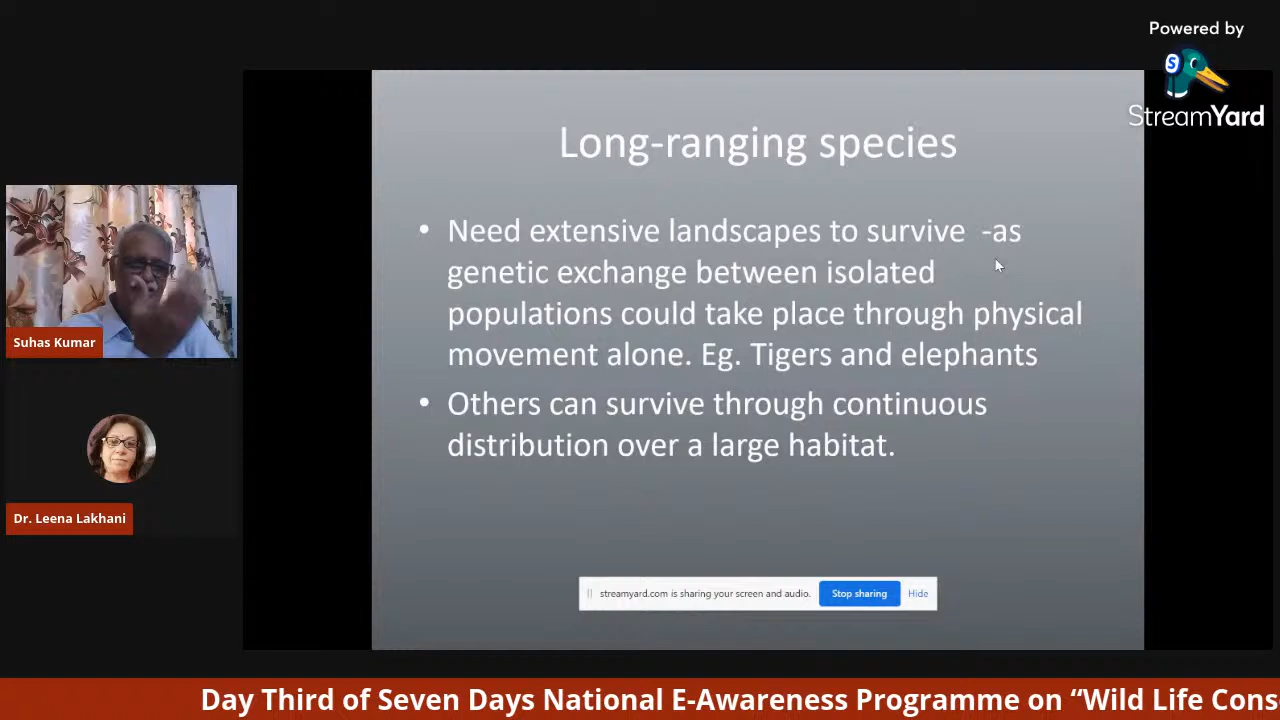 Powered by
StreamYard
Long-ranging species
• Need extensive landscapes to survive -as
genetic exchange between isolated
populations could take place through physical
movement alone. Eg. Tigers and elephants
• Others can survive through continuous
distribution over a large habitat.
Suhas Kumar
Dr. Leena Lakhani
streamyard.com is sharing your screen and audio. Stop sharing Hide
Day Third of Seven Days National E-Awareness Programme on “Wild Life Cons